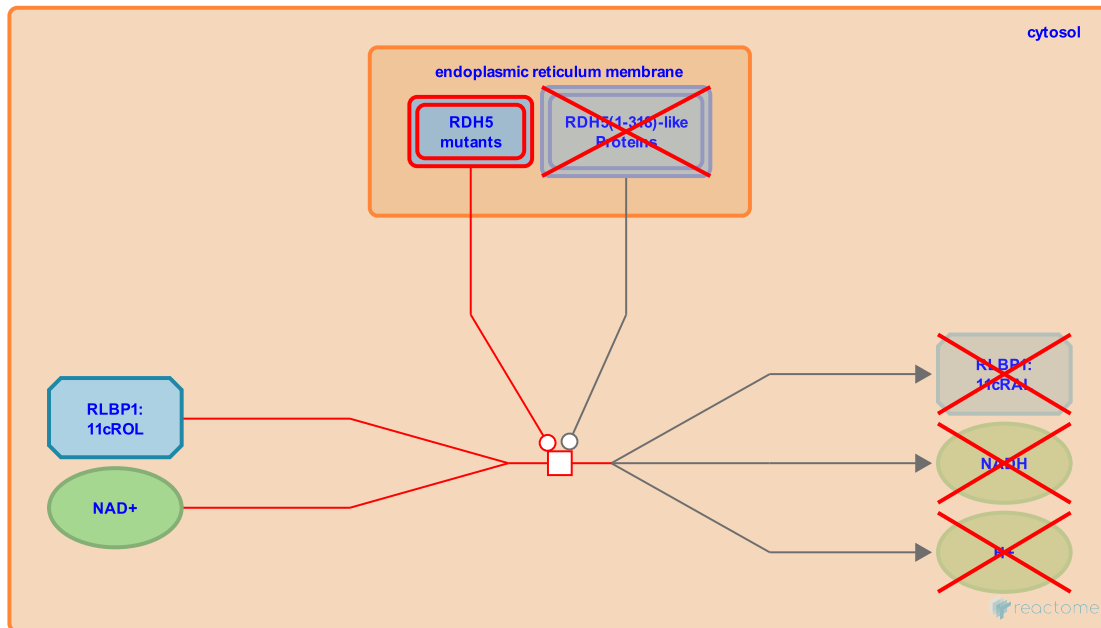 cytosol
endoplasmic reticulum membrane
RDH5
mutants
RDH5(1-318)-like
Proteins
RLBP1:
11cROL
NAD+
RLBP1:
11cRAL
NADH
H+
reactome